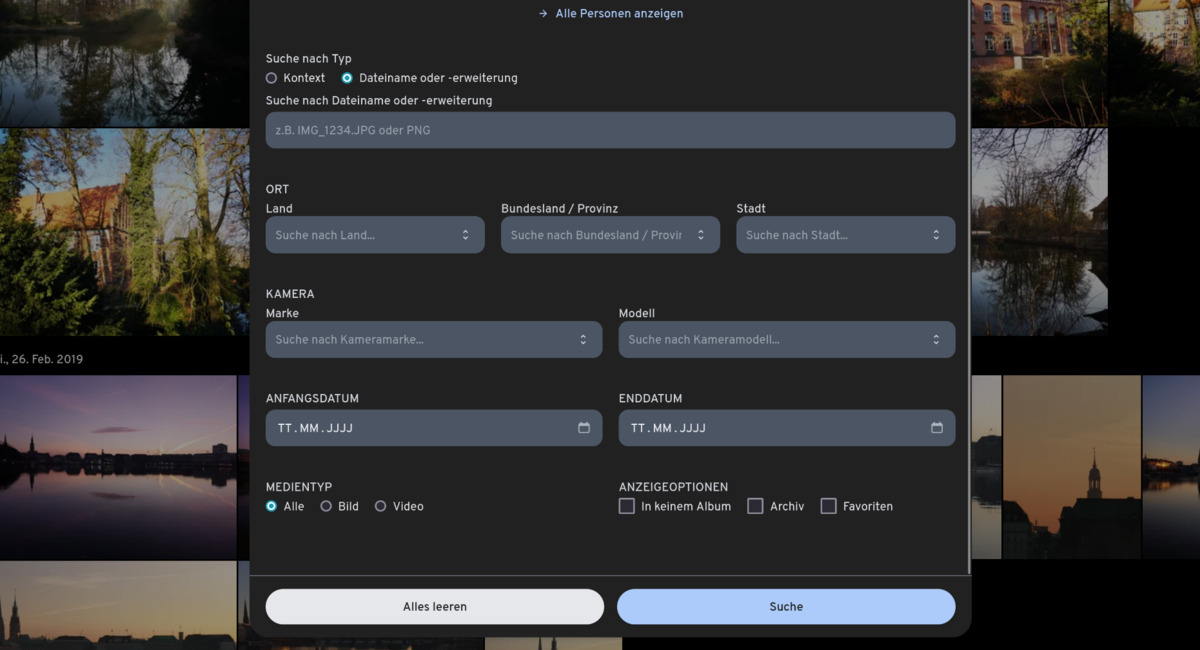 → Alle Personen anzeigen
Suche nach Typ
Kontext Dateiname oder -erweiterung
Suche nach Dateiname oder -erweiterung
z.B. IMG_1234.JPG oder PNG
ORT
Land Bundesland / Provinz Stadt
Suche nach Land... Suche nach Bundesland / Provin Suche nach Stadt...
KAMERA
Marke Modell
Suche nach Kameramarke... Suche nach Kameramodell...
i., 26. Feb. 2019
ANFANGSDATUM ENDDATUM
TT.MM.JJJJ TT.MM.JJJJ
MEDIENTYP ANZEIGEOPTIONEN
Alle Bild Video In keinem Album Archiv Favoriten
Alles leeren Suche